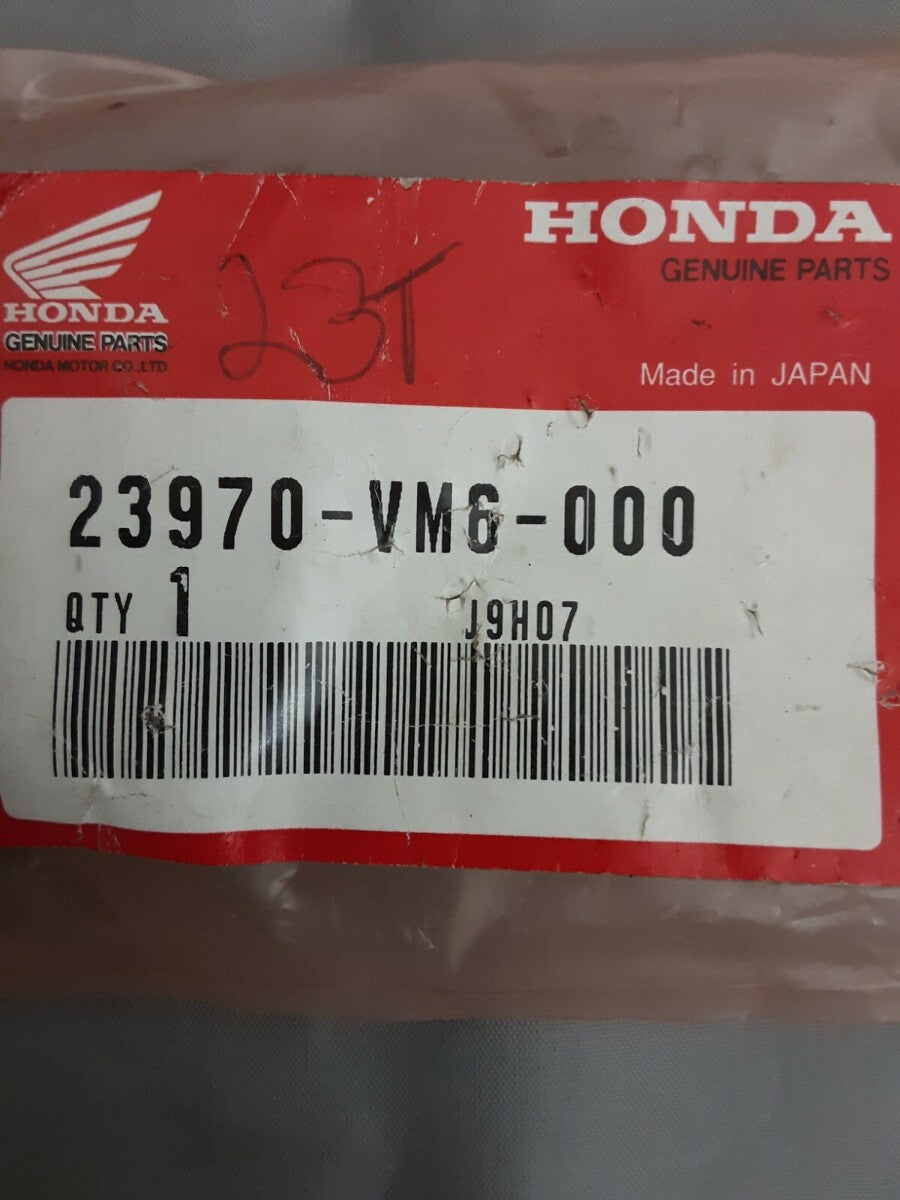 HONDA
GENUINE PARTS
HONDA MOTOR CO.,LTD.
23T
HONDA
GENUINE PARTS
Made in JAPAN
23970-VM6-000
QTY 1
J9H07